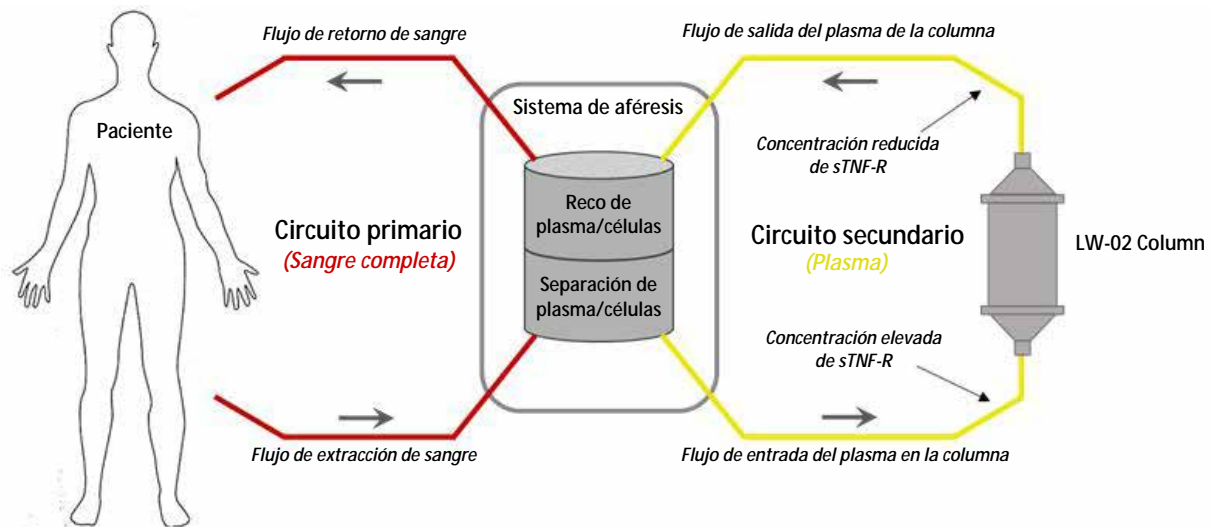 Flujo de retorno de sangre
Flujo de salida del plasma de la columna
Sistema de aféresis
Paciente
Concentración reducida
de sTNF-R
Reco de
plasma/células
Circuito primario
(Sangre completa)
Circuito secundario
(Plasma)
LW-02 Column
Separación de
plasma/células
Concentración elevada
de sTNF-R
Flujo de extracción de sangre
Flujo de entrada del plasma en la columna